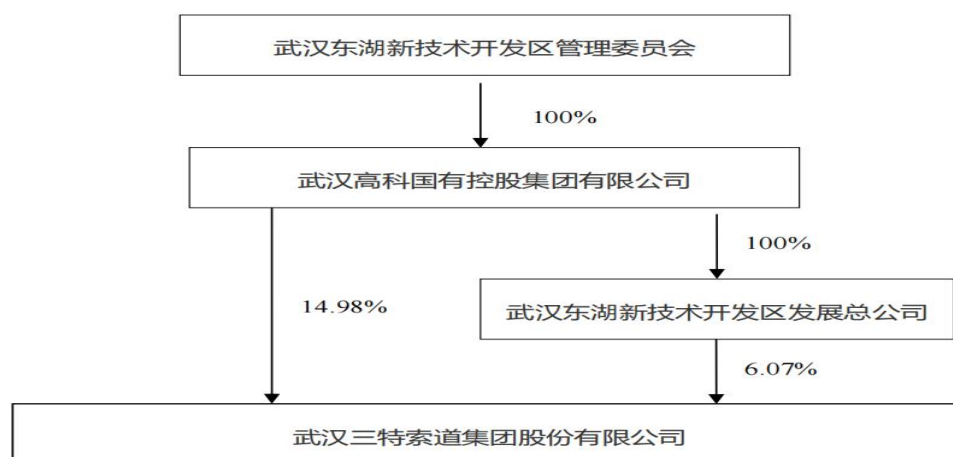 武汉东湖新技术开发区管理委员会
100%
武汉高科国有控股集团有限公司
100%
14.98%
武汉东湖新技术开发区发展总公司
6.07%
武汉三特索道集团股份有限公司